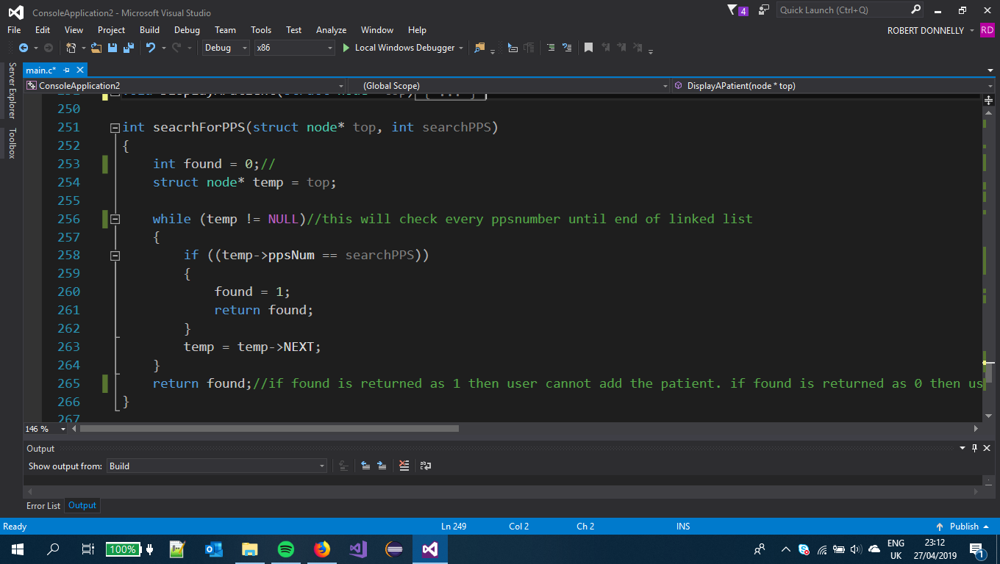 ConsoleApplication2 - Microsoft Visual Studio
4
Quick Launch (Ctrl+Q)
File Edit View Project Build Debug Team Tools Test Analyze Window Help
ROBERT DONNELLY RD
Debug x86 Local Windows Debugger
Server Explorer
Toolbox
main.c*
ConsoleApplication2 (Global Scope) DisplayAPatient(node * top)
250
251 int seacrhForPPS(struct node* top, int searchPPS)
252 {
253 int found = 0;//
254 struct node* temp = top;
255
256 while (temp != NULL)//this will check every ppsnumber until end of linked list
257 {
258 if ((temp->ppsNum == searchPPS))
259 {
260 found = 1;
261 return found;
262 }
263 temp = temp->NEXT;
264 }
265 return found;//if found is returned as 1 then user cannot add the patient. if found is returned as 0 then us
266 }
267
146 %
Output
Show output from: Build
Error List Output
Ready Ln 249 Col 2 Ch 2 INS Publish
100%
ENG
UK
23:12
27/04/2019
1